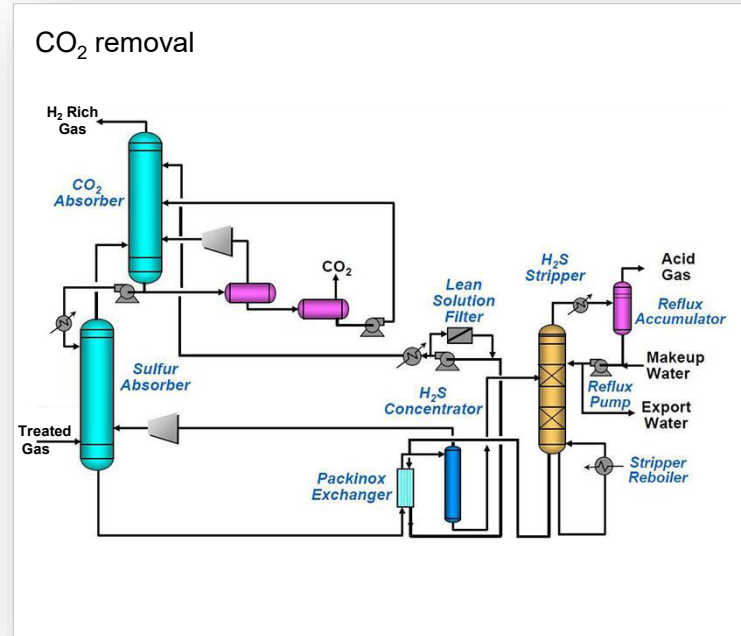 CO₂ removal
H₂ Rich
Gas
CO₂
Absorber
CO₂
H₂S
Stripper
Acid
Gas
Lean
Solution
Filter
Reflux
Accumulator
Sulfur
Absorber
Makeup
Water
H₂S
Concentrator
Reflux
Pump
Export
Water
Treated
Gas
Packinox
Exchanger
Stripper
Reboiler